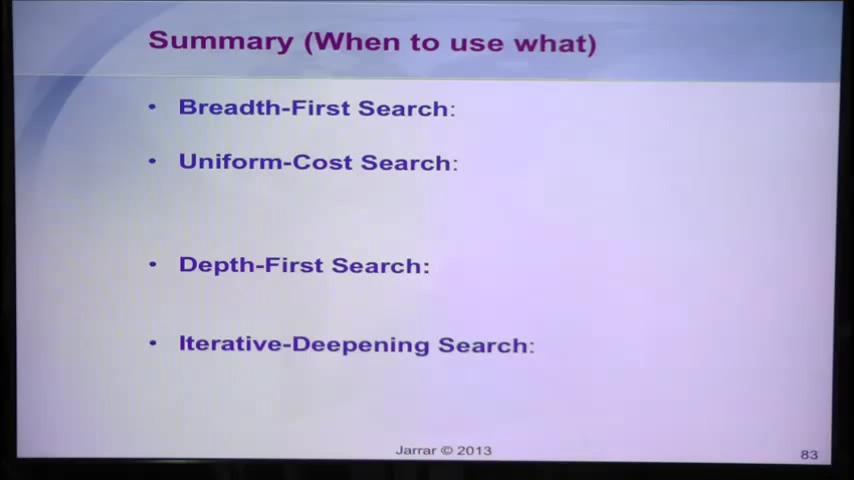 Summary (When to use what)
• Breadth-First Search:
• Uniform-Cost Search:
• Depth-First Search:
• Iterative-Deepening Search:
Jarrar © 2013
83